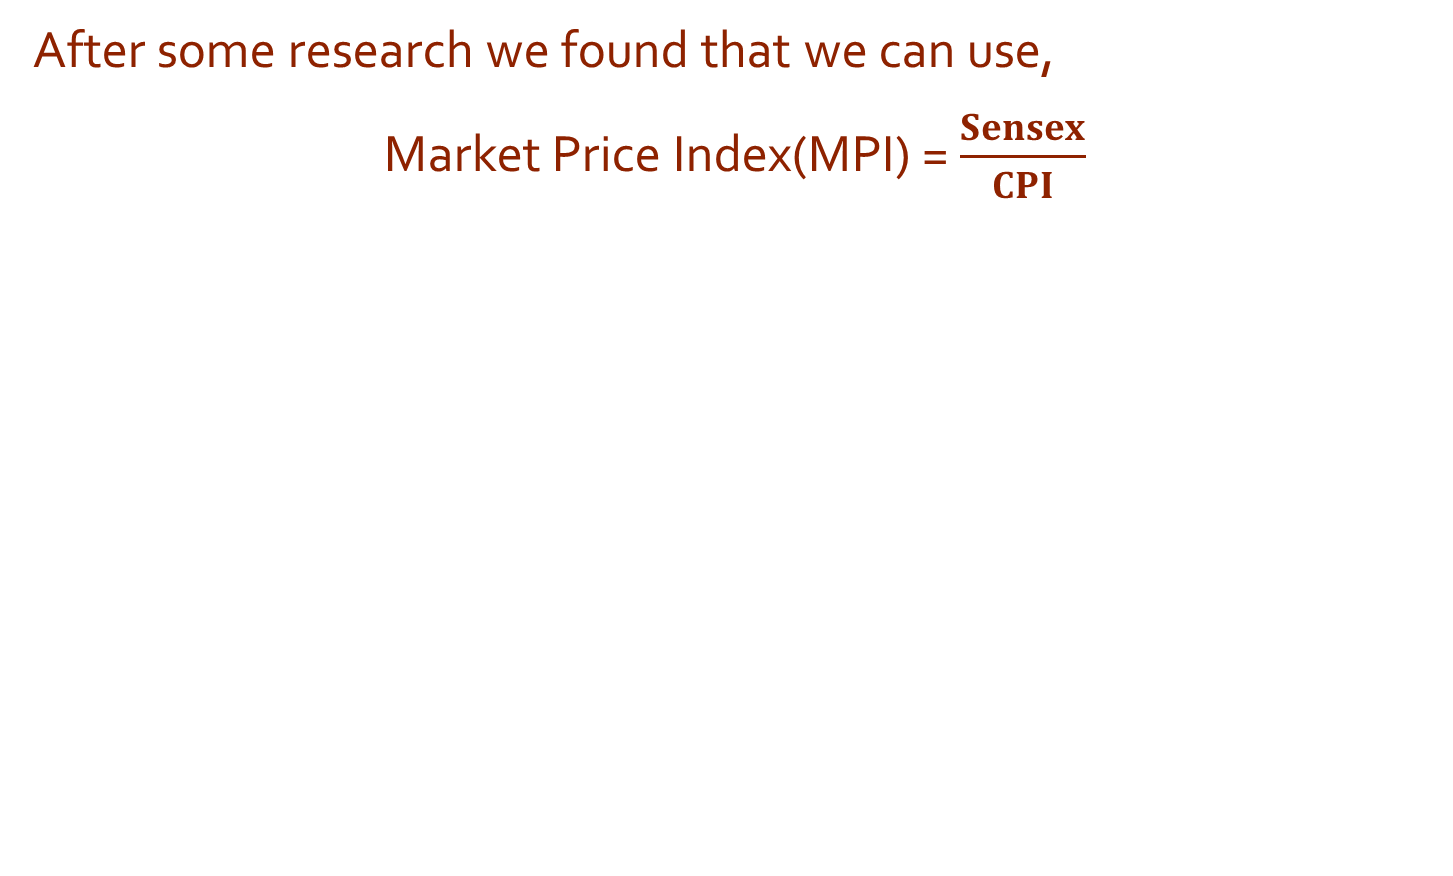 After some research we found that we can use,
Market Price Index(MPI) = Sensex/CPI